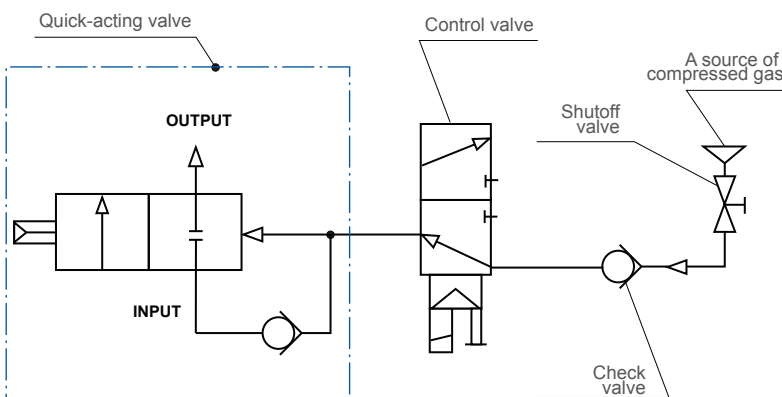 Quick-acting valve
Control valve
A source of
compressed gas
Shutoff
valve
OUTPUT
INPUT
Check
valve